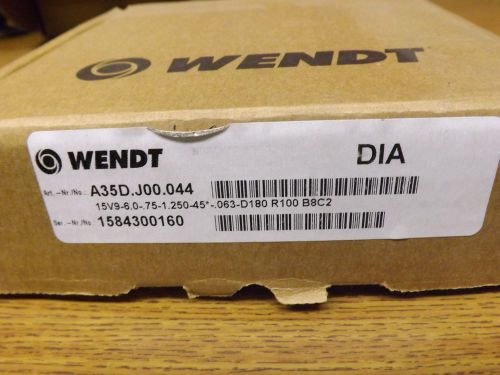 WENDT
WENDT DIA
Art.-Nr./No.: A35D.J00.044
15V9-6.0-.75-1.250-45°-.063-D180 R100 B8C2
Ser.-Nr./No 1584300160